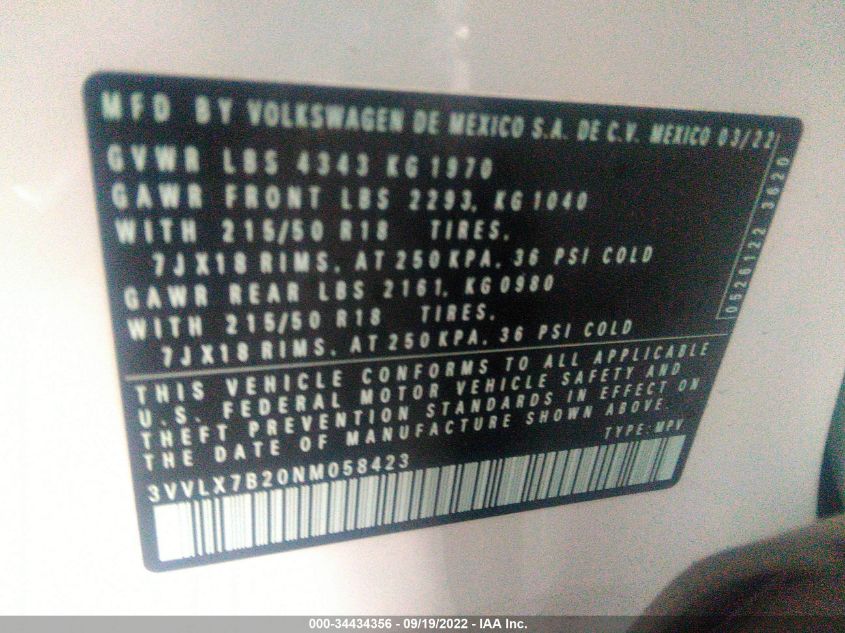 MFD BY VOLKSWAGEN DE MEXICO S.A. DE C.V. MEXICO 03/22
GVWR LBS 4343 KG 1970
GAWR FRONT LBS 2293, KG 1040
WITH 215/50 R18 TIRES,
7JX18 RIMS, AT 250 KPA, 36 PSI COLD
GAWR REAR LBS 2161, KG 0980
WITH 215/50 R18 TIRES,
7JX18 RIMS, AT 250 KPA, 36 PSI COLD
0526122 3620
THIS VEHICLE CONFORMS TO ALL APPLICABLE
U.S. FEDERAL MOTOR VEHICLE SAFETY AND
THEFT PREVENTION STANDARDS IN EFFECT ON
THE DATE OF MANUFACTURE SHOWN ABOVE.
TYPE: MPV
3VVLX7B20NM058423
000-34434356 - 09/19/2022 - IAA Inc.